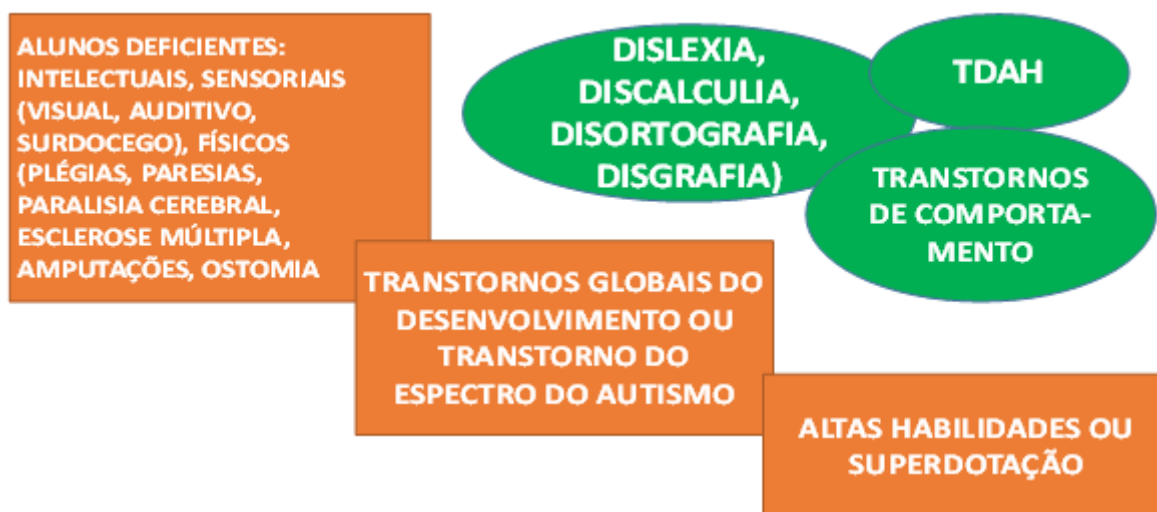 ALUNOS DEFICIENTES:
INTELECTUAIS, SENSORIAIS
(VISUAL, AUDITIVO,
SURDOCEGO), FÍSICOS
(PLÉGIAS, PARESIAS,
PARALISIA CEREBRAL,
ESCLEROSE MÚLTIPLA,
AMPUTAÇÕES, OSTOMIA
DISLEXIA,
DISCALCULIA,
DISORTOGRAFIA,
DISGRAFIA)
TDAH
TRANSTORNOS
DE COMPORTA-
MENTO
TRANSTORNOS GLOBAIS DO
DESENVOLVIMENTO OU
TRANSTORNO DO
ESPECTRO DO AUTISMO
ALTAS HABILIDADES OU
SUPERDOTAÇÃO